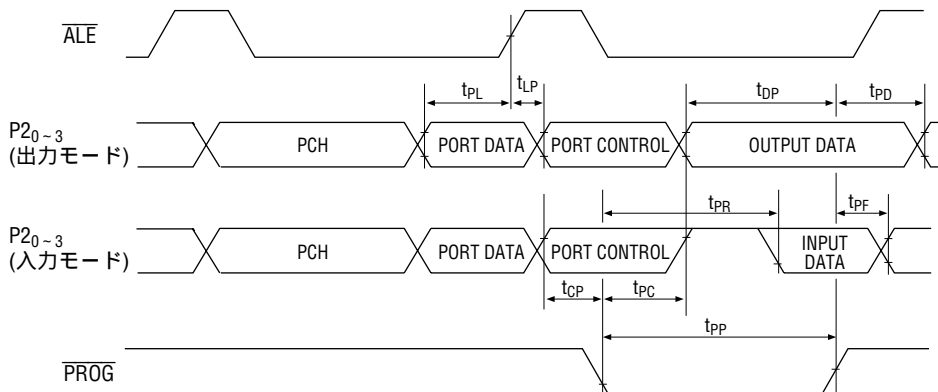 ALE
tPL
tLP
tDP
tPD
P20~3
(出力モード)
PCH
PORT DATA
PORT CONTROL
OUTPUT DATA
tPR
tPF
P20~3
(入力モード)
PCH
PORT DATA
PORT CONTROL
INPUT
DATA
tCP
tPC
tPP
PROG